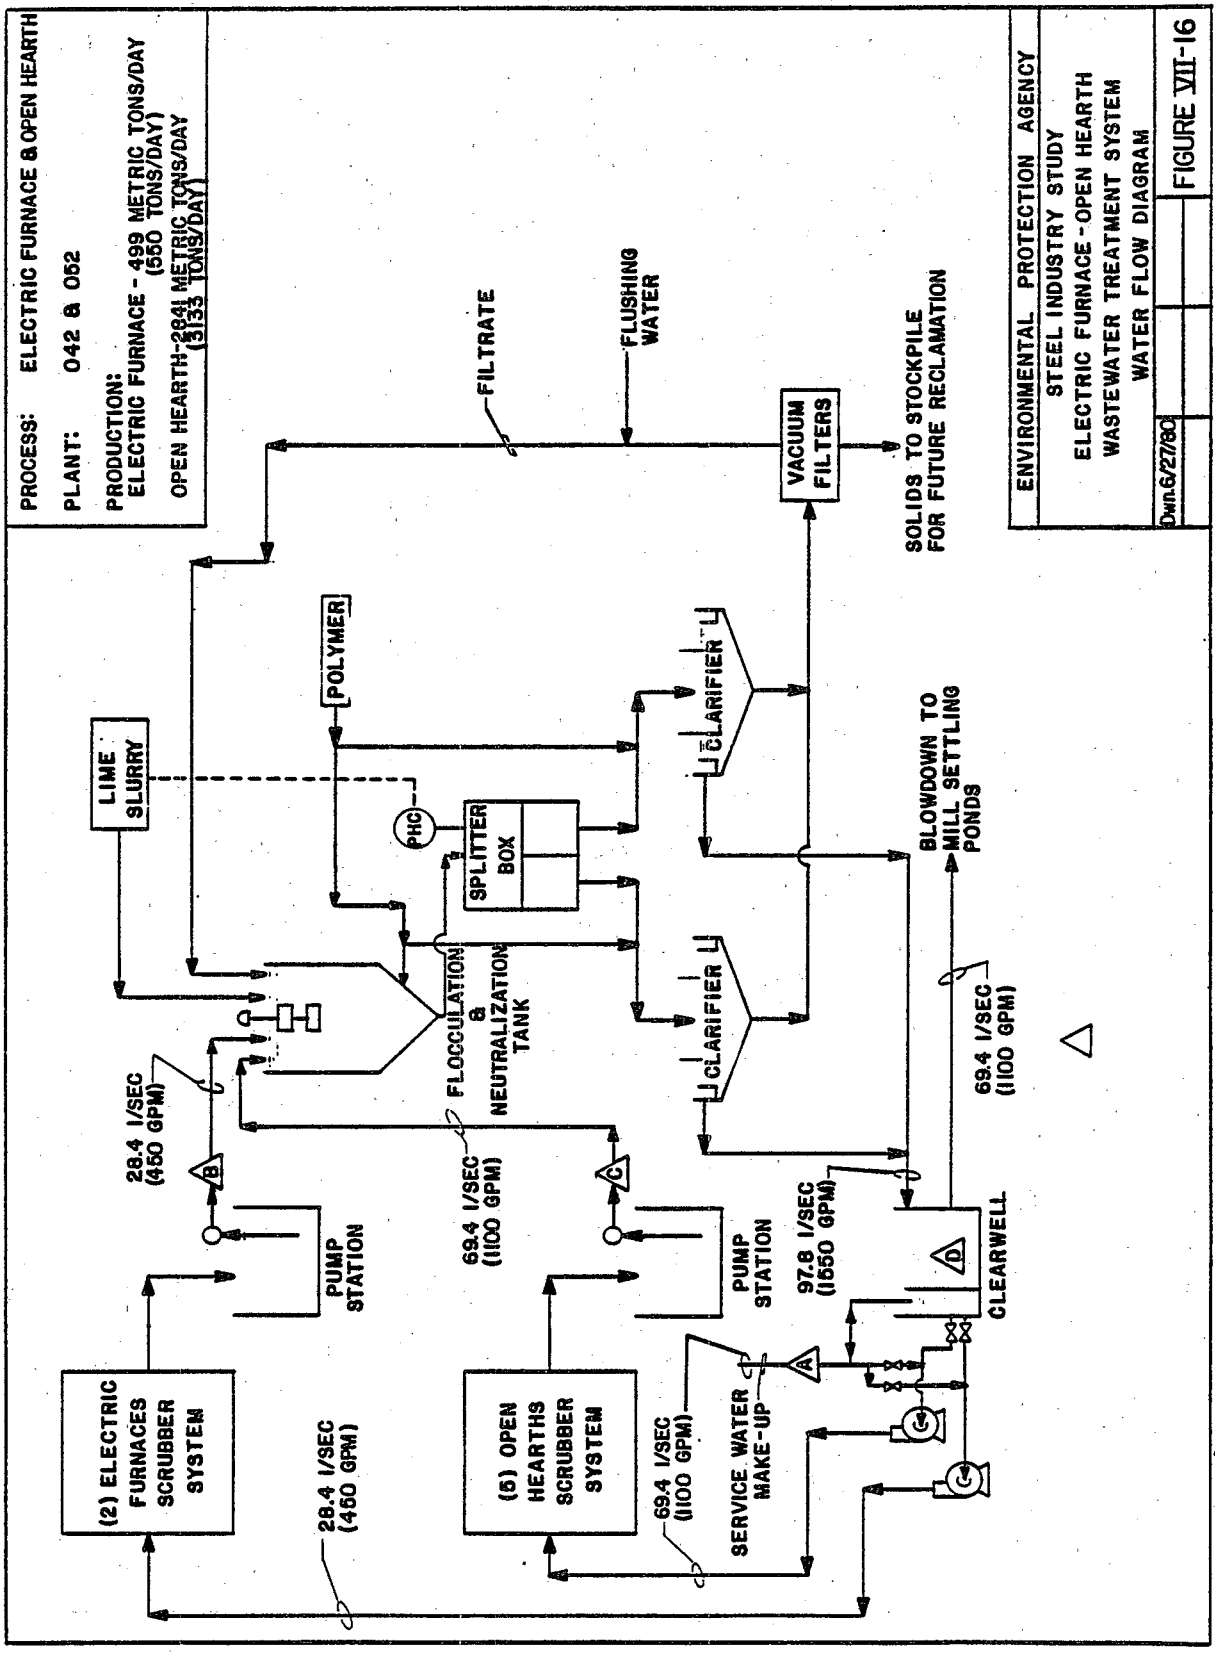 PROCESS: ELECTRIC FURNACE & OPEN HEARTH
PLANT: 042 & 052
PRODUCTION:
ELECTRIC FURNACE - 499 METRIC TONS/DAY
(550 TONS/DAY)
OPEN HEARTH-2841 METRIC TONS/DAY
(3133 TONS/DAY)
(2) ELECTRIC
FURNACES
SCRUBBER
SYSTEM
28.4 l/SEC
(450 GPM)
PUMP
STATION
B
28.4 l/SEC
(450 GPM)
LIME
SLURRY
POLYMER
FILTRATE
FLUSHING
WATER
FLOCCULATION
&
NEUTRALIZATION
TANK
PHC
SPLITTER
BOX
(5) OPEN
HEARTHS
SCRUBBER
SYSTEM
69.4 l/SEC
(1100 GPM)
PUMP
STATION
C
69.4 l/SEC
(1100 GPM)
CLARIFIER
CLARIFIER
VACUUM
FILTERS
SOLIDS TO STOCKPILE
FOR FUTURE RECLAMATION
SERVICE WATER
MAKE-UP
A
97.8 l/SEC
(1550 GPM)
D
CLEARWELL
BLOWDOWN TO
MILL SETTLING
PONDS
69.4 l/SEC
(1100 GPM)
ENVIRONMENTAL PROTECTION AGENCY
STEEL INDUSTRY STUDY
ELECTRIC FURNACE-OPEN HEARTH
WASTEWATER TREATMENT SYSTEM
WATER FLOW DIAGRAM
Dwn.6/27/80
FIGURE VII-16